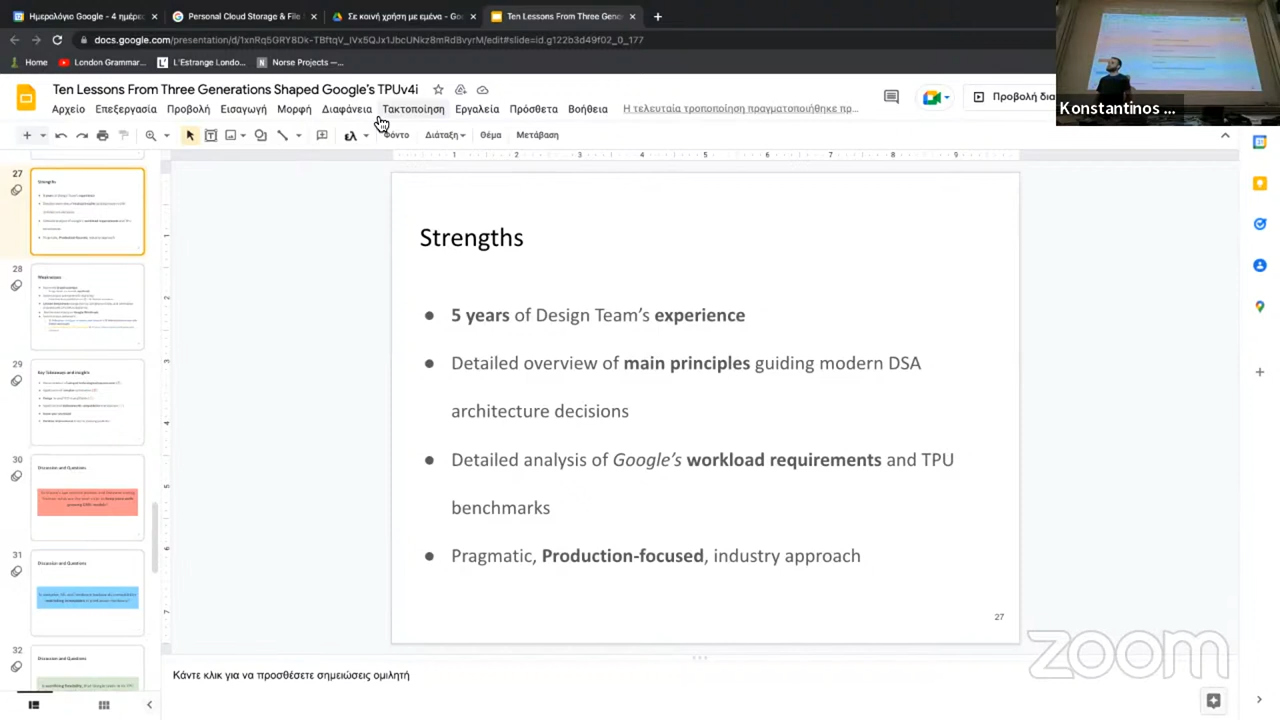 Ημερολόγιο Google - 4 ημέρες
Personal Cloud Storage & File
Σε κοινή χρήση με εμένα - Go
Ten Lessons From Three Gene
docs.google.com/presentation/d/1xnRq5GRY8Dk-TBftqV_IVx5QJx1JbcUNkz8mRdBvyrM/edit#slide=id.g122b3d49f02_0_177
Home
London Grammar...
L'Estrange Londo...
Norse Projects —...
Konstantinos ...
Ten Lessons From Three Generations Shaped Google's TPUv4i
Αρχείο Επεξεργασία Προβολή Εισαγωγή Μορφή Διαφάνεια Τακτοποίηση Εργαλεία Πρόσθετα Βοήθεια
Η τελευταία τροποποίηση πραγματοποιήθηκε πρ...
Προβολή δια
Φόντο Διάταξη Θέμα Μετάβαση
27
Strengths
28
Weaknesses
29
Key Takeaways and Insights
30
Discussion and Questions
31
Discussion and Questions
32
Discussion and Questions
Strengths
● 5 years of Design Team's experience
● Detailed overview of main principles guiding modern DSA
architecture decisions
● Detailed analysis of Google's workload requirements and TPU
benchmarks
● Pragmatic, Production-focused, industry approach
27
zoom
Κάντε κλικ για να προσθέσετε σημειώσεις ομιλητή